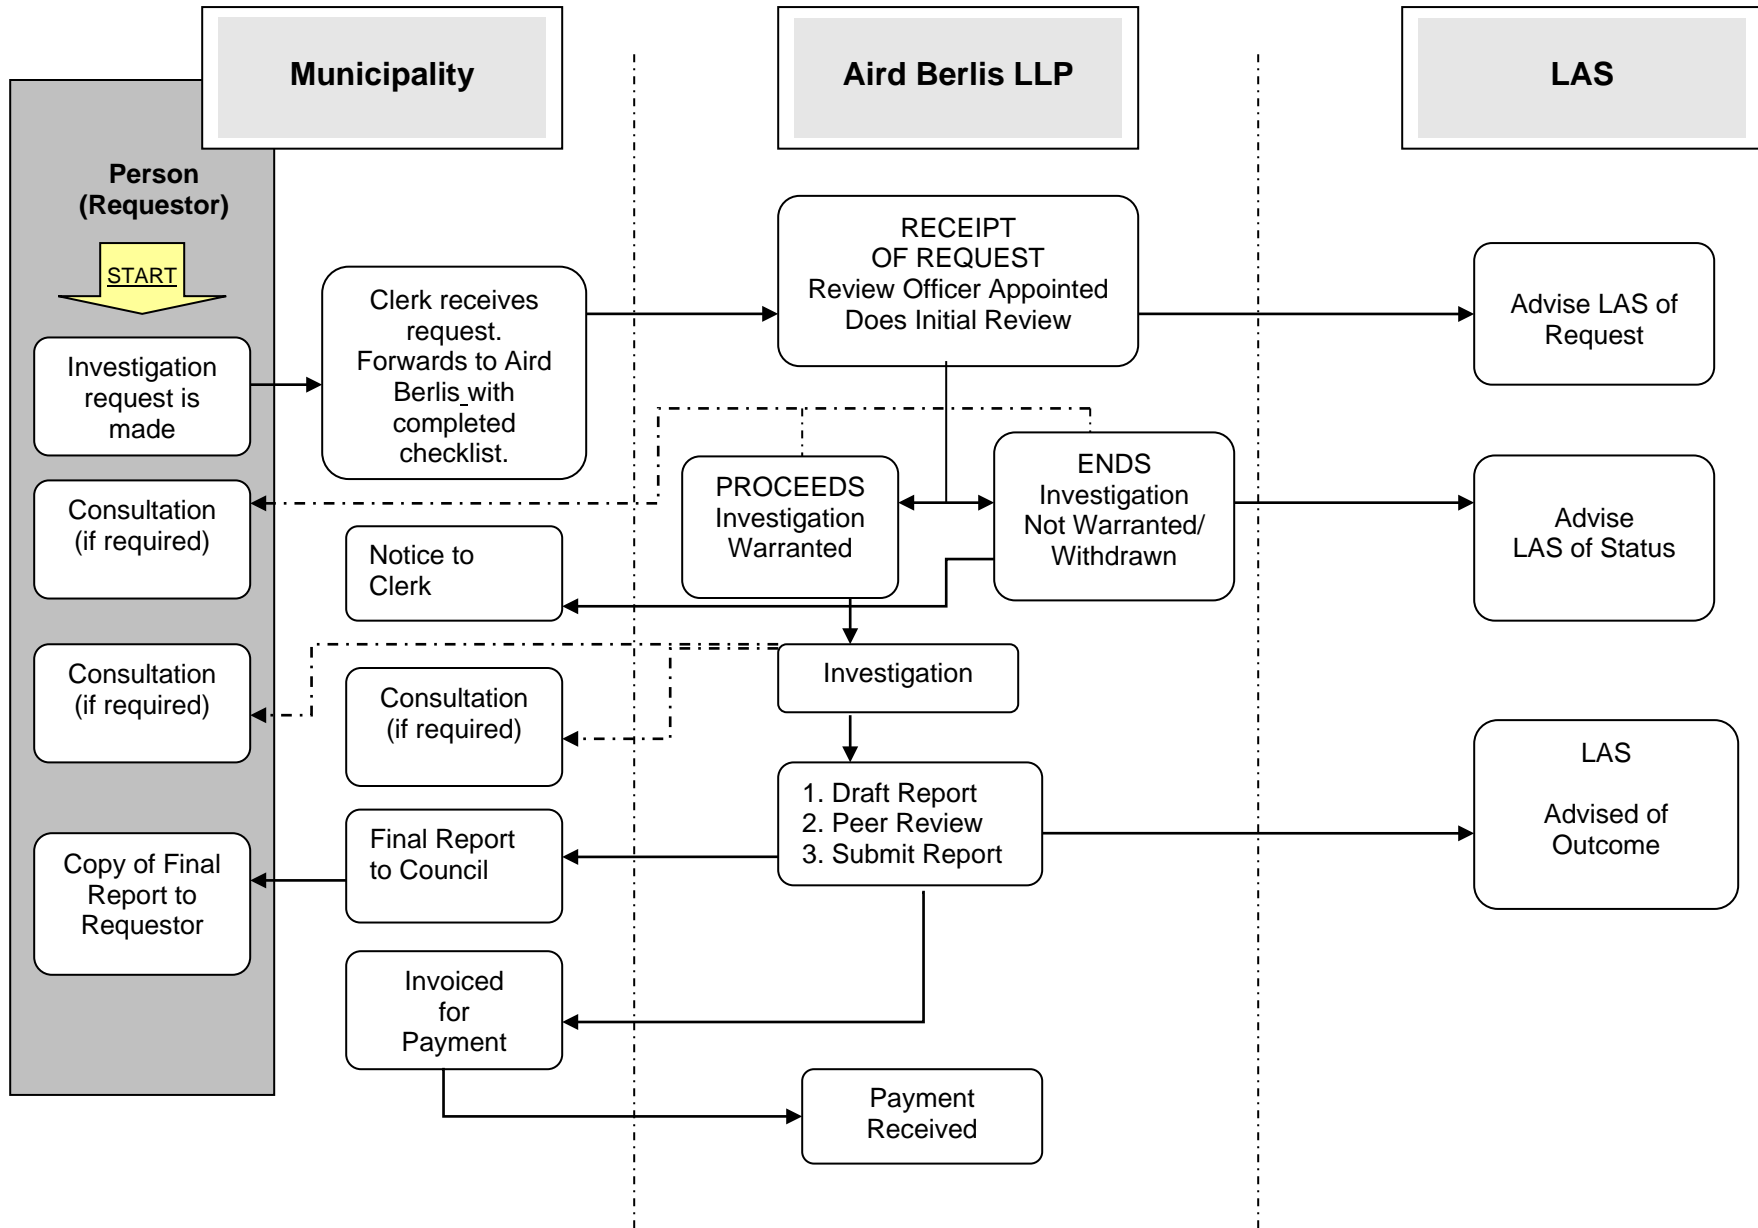 Municipality
Aird Berlis LLP
LAS
Person
(Requestor)
START
Investigation
request is
made
Clerk receives
request.
Forwards to Aird
Berlis with
completed
checklist.
RECEIPT
OF REQUEST
Review Officer Appointed
Does Initial Review
Advise LAS of
Request
Consultation
(if required)
Notice to
Clerk
PROCEEDS
Investigation
Warranted
ENDS
Investigation
Not Warranted/
Withdrawn
Advise
LAS of Status
Consultation
(if required)
Consultation
(if required)
Investigation
1. Draft Report
2. Peer Review
3. Submit Report
LAS
Advised of
Outcome
Final Report
to Council
Copy of Final
Report to
Requestor
Invoiced
for
Payment
Payment
Received